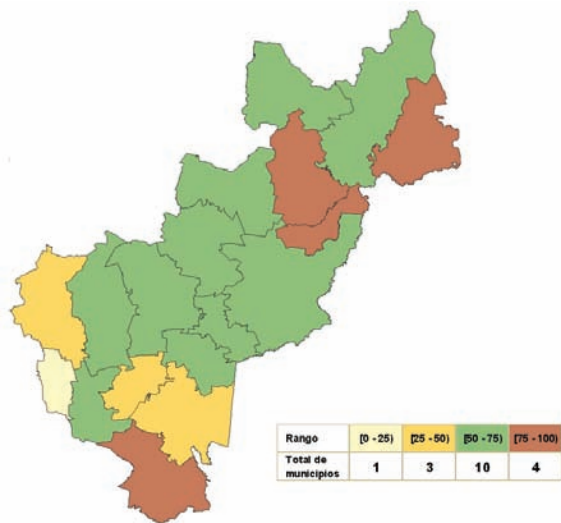 Rango [0 - 25) [25 - 50) [50 - 75) [75 - 100)
Total de
municipios 1 3 10 4